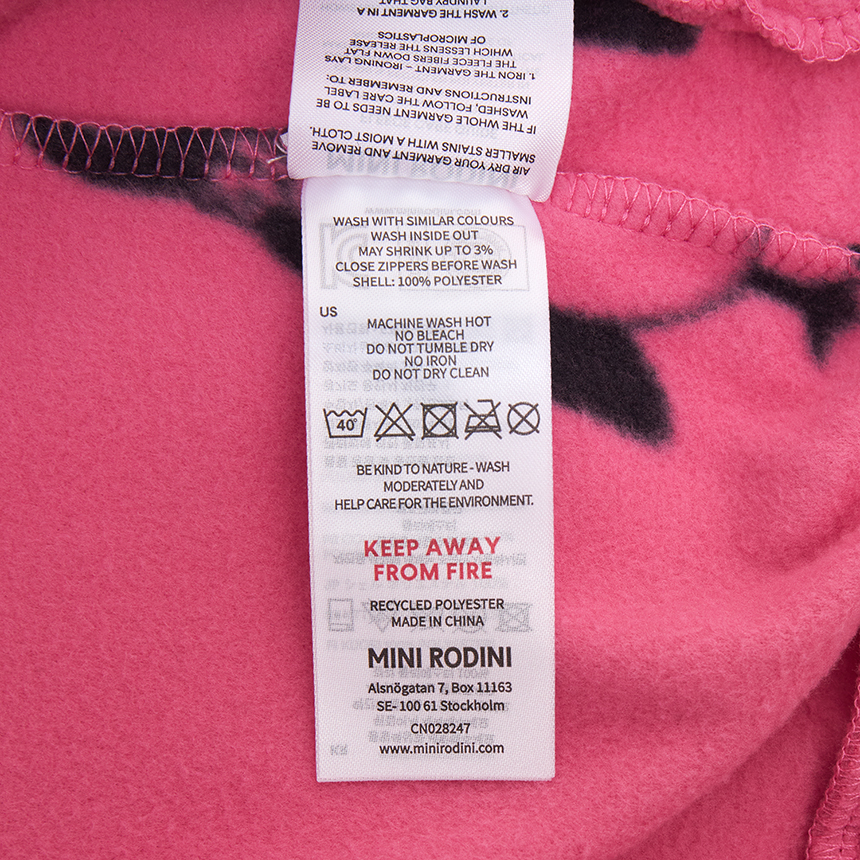 AIR DRY AND REMOVE
SMALLER STAINS WITH A MOIST CLOTH.
IF THE WHOLE GARMENT NEEDS TO BE
WASHED, FOLLOW THE CARE LABEL
INSTRUCTIONS AND REMEMBER TO:
1. IRON THE GARMENT – IRONING LAYS
THE FLEECE FIBERS DOWN FLAT
WHICH LESSENS THE RELEASE
OF MICROPLASTICS
2. WASH THE GARMENT IN A
LAUNDRY BAG THAT
WASH WITH SIMILAR COLOURS
WASH INSIDE OUT
MAY SHRINK UP TO 3%
CLOSE ZIPPERS BEFORE WASH
SHELL: 100% POLYESTER
US
MACHINE WASH HOT
NO BLEACH
DO NOT TUMBLE DRY
NO IRON
DO NOT DRY CLEAN
40°
BE KIND TO NATURE - WASH
MODERATELY AND
HELP CARE FOR THE ENVIRONMENT.
KEEP AWAY
FROM FIRE
RECYCLED POLYESTER
MADE IN CHINA
MINI RODINI
Alsnögatan 7, Box 11163
SE- 100 61 Stockholm
CN028247
www.minirodini.com